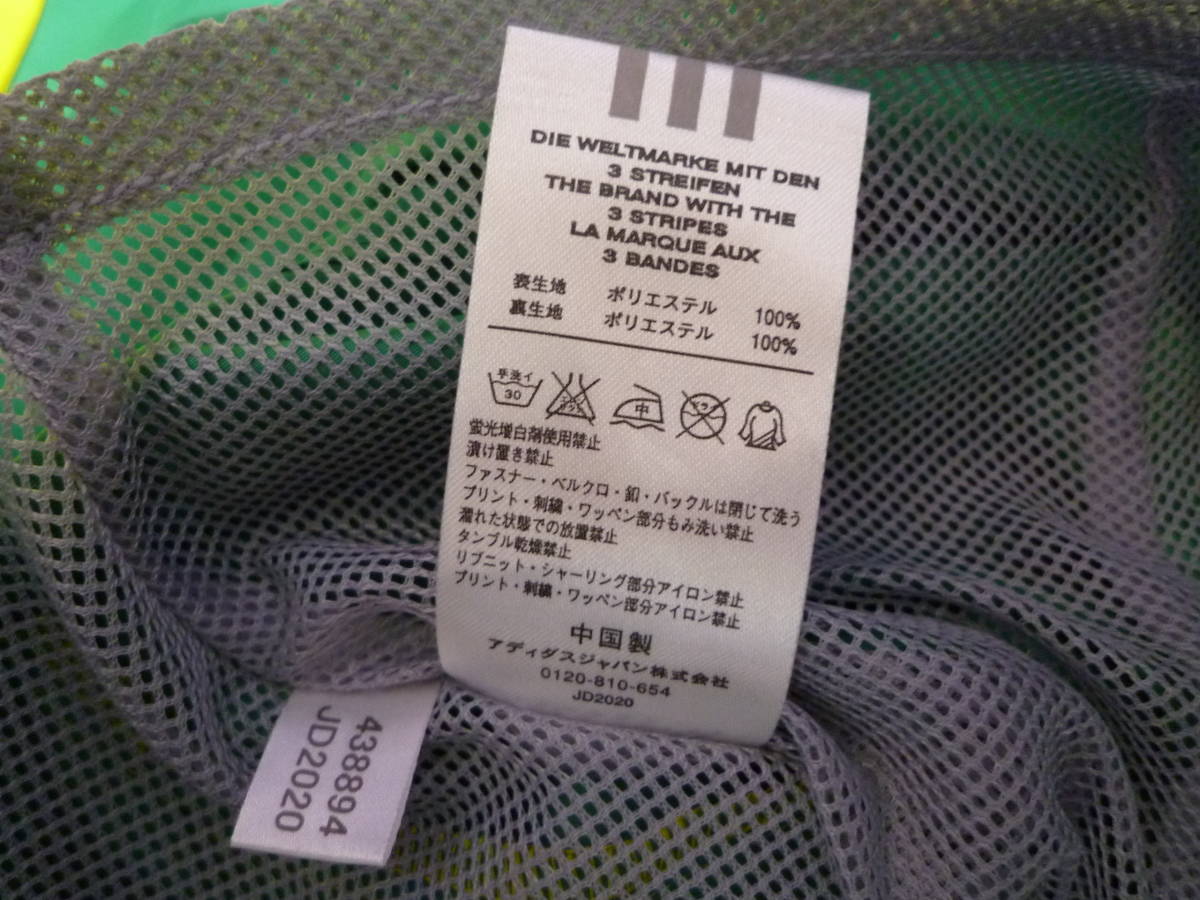 DIE WELTMARKE MIT DEN
3 STREIFEN
THE BRAND WITH THE
3 STRIPES
LA MARQUE AUX
3 BANDES
表生地 ポリエステル 100%
裏生地 ポリエステル 100%
手洗イ
30
中
蛍光増白剤使用禁止
漬け置き禁止
ファスナー・ベルクロ・釦・バックルは閉じて洗う
プリント・刺繍・ワッペン部分もみ洗い禁止
濡れた状態での放置禁止
タンブル乾燥禁止
リブニット・シャーリング部分アイロン禁止
プリント・刺繍・ワッペン部分アイロン禁止
中国製
アディダスジャパン株式会社
0120-810-654
JD2020
438894
JD2020